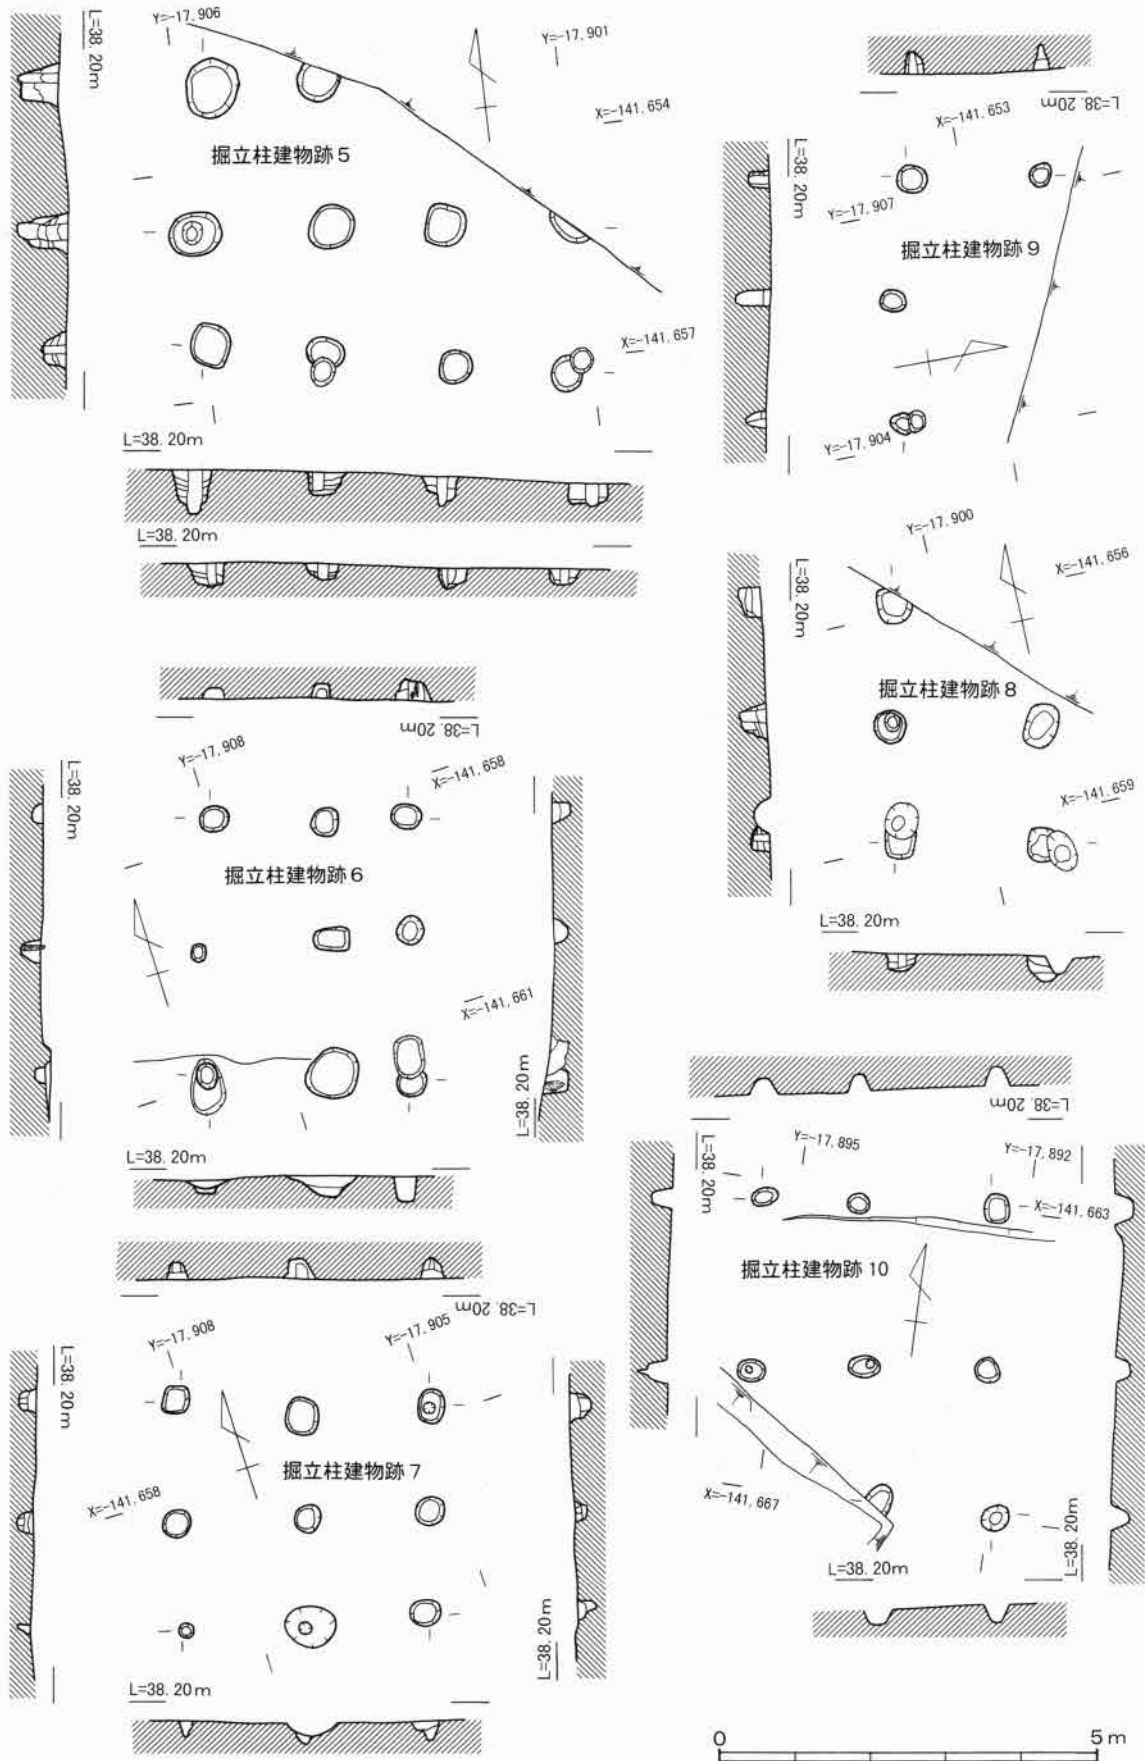 Y=-17,906
L=38. 20m
Y=-17,901
X=-141,654
掘立柱建物跡5
X=-141,657
L=38. 20m
L=38. 20m
L=38. 20m
X=-141,653
L=38. 20m
Y=-17,907
掘立柱建物跡9
Y=-17,904
Y=-17,900
X=-141,656
L=38. 20m
掘立柱建物跡8
X=-141,659
L=38. 20m
L=38. 20m
Y=-17,908
X=-141,658
L=38. 20m
掘立柱建物跡6
X=-141,661
L=38. 20m
L=38. 20m
L=38. 20m
Y=-17,908
Y=-17,905
L=38. 20m
掘立柱建物跡7
X=-141,658
L=38. 20m
L=38. 20m
L=38. 20m
Y=-17,895
Y=-17,892
L=38. 20m
X=-141,663
掘立柱建物跡10
X=-141,667
L=38. 20m
L=38. 20m
0 5m